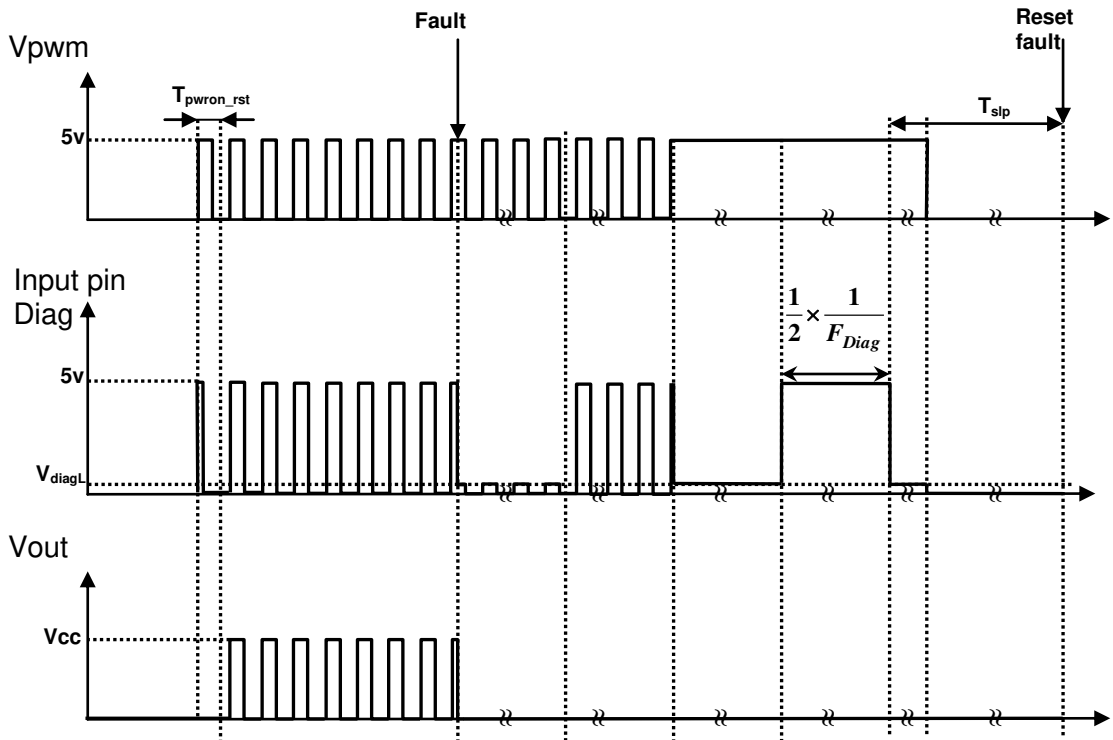 Fault
Reset
fault
Vpwm
Tpwron_rst
Tslp
5v
Input pin
Diag
1/2 × 1/FDiag
5v
VdiagL
Vout
Vcc